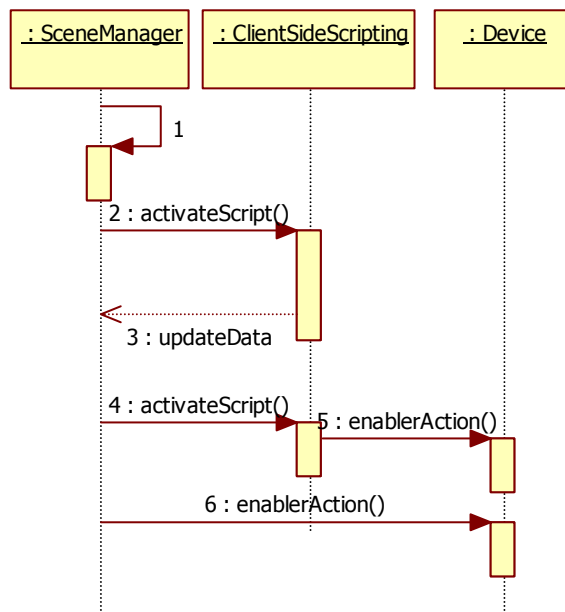 : SceneManager
: ClientSideScripting
: Device
1
2 : activateScript()
3 : updateData
4 : activateScript()
5 : enablerAction()
6 : enablerAction()